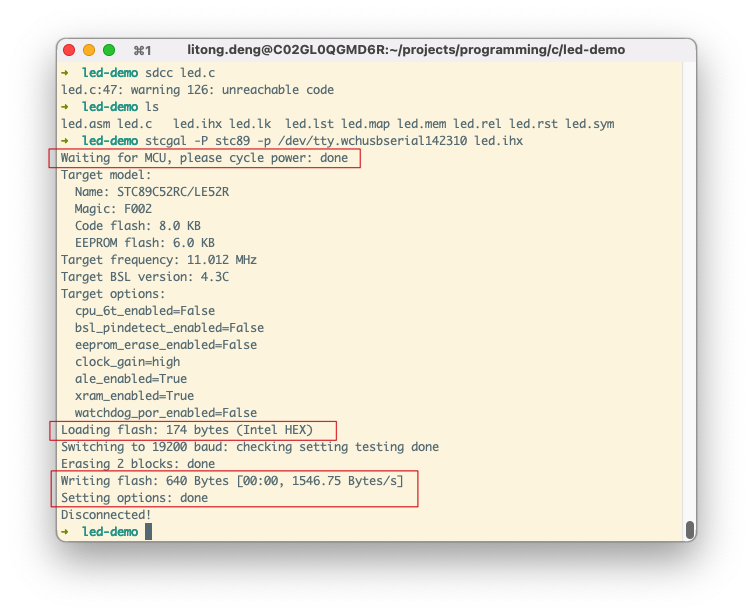 ⌘1 litong.deng@C02GL0QGMD6R:~/projects/programming/c/led-demo
➜ led-demo sdcc led.c
led.c:47: warning 126: unreachable code
➜ led-demo ls
led.asm led.c led.ihx led.lk led.lst led.map led.mem led.rel led.rst led.sym
➜ led-demo stcgal -P stc89 -p /dev/tty.wchusbserial142310 led.ihx
Waiting for MCU, please cycle power: done
Target model:
Name: STC89C52RC/LE52R
Magic: F002
Code flash: 8.0 KB
EEPROM flash: 6.0 KB
Target frequency: 11.012 MHz
Target BSL version: 4.3C
Target options:
cpu_6t_enabled=False
bsl_pindetect_enabled=False
eeprom_erase_enabled=False
clock_gain=high
ale_enabled=True
xram_enabled=True
watchdog_por_enabled=False
Loading flash: 174 bytes (Intel HEX)
Switching to 19200 baud: checking setting testing done
Erasing 2 blocks: done
Writing flash: 640 Bytes [00:00, 1546.75 Bytes/s]
Setting options: done
Disconnected!
➜ led-demo